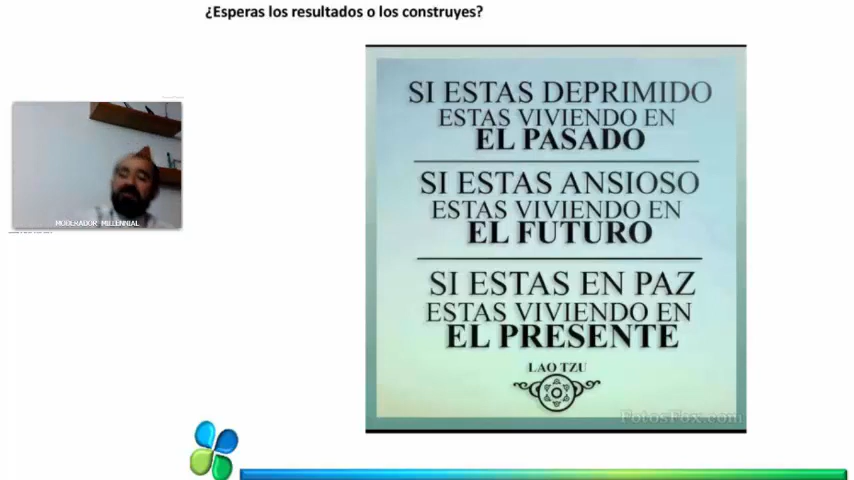 ¿Esperas los resultados o los construyes?
SI ESTAS DEPRIMIDO
ESTAS VIVIENDO EN
EL PASADO
SI ESTAS ANSIOSO
ESTAS VIVIENDO EN
EL FUTURO
SI ESTAS EN PAZ
ESTAS VIVIENDO EN
EL PRESENTE
LAO TZU
FotosFox.com
MODERADOR MILLENNIAL